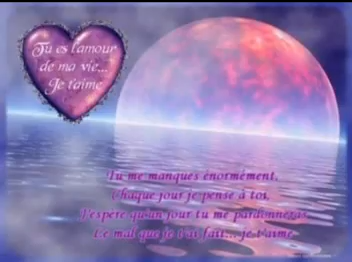 Tu es l'amour
de ma vie...
Je t'aime
Tu me manques énormément,
Chaque jour je pense à toi,
J'espère qu'un jour tu me pardonneras,
Le mal que je t'ai fait... je t'aime